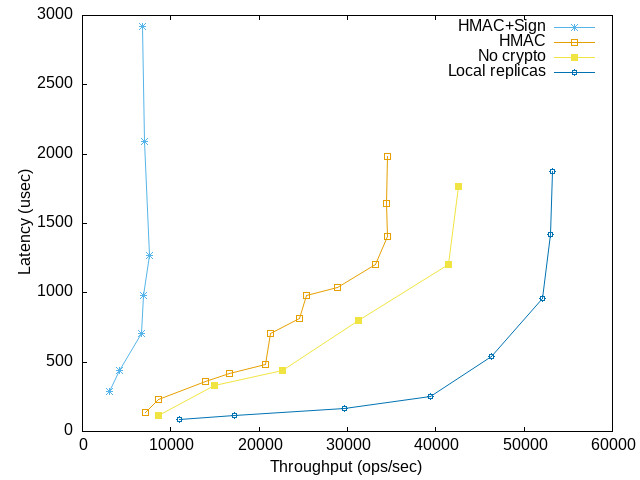 3000
2500
2000
1500
1000
500
0
Latency (usec)
HMAC+Sign
HMAC
No crypto
Local replicas
0 10000 20000 30000 40000 50000 60000
Throughput (ops/sec)